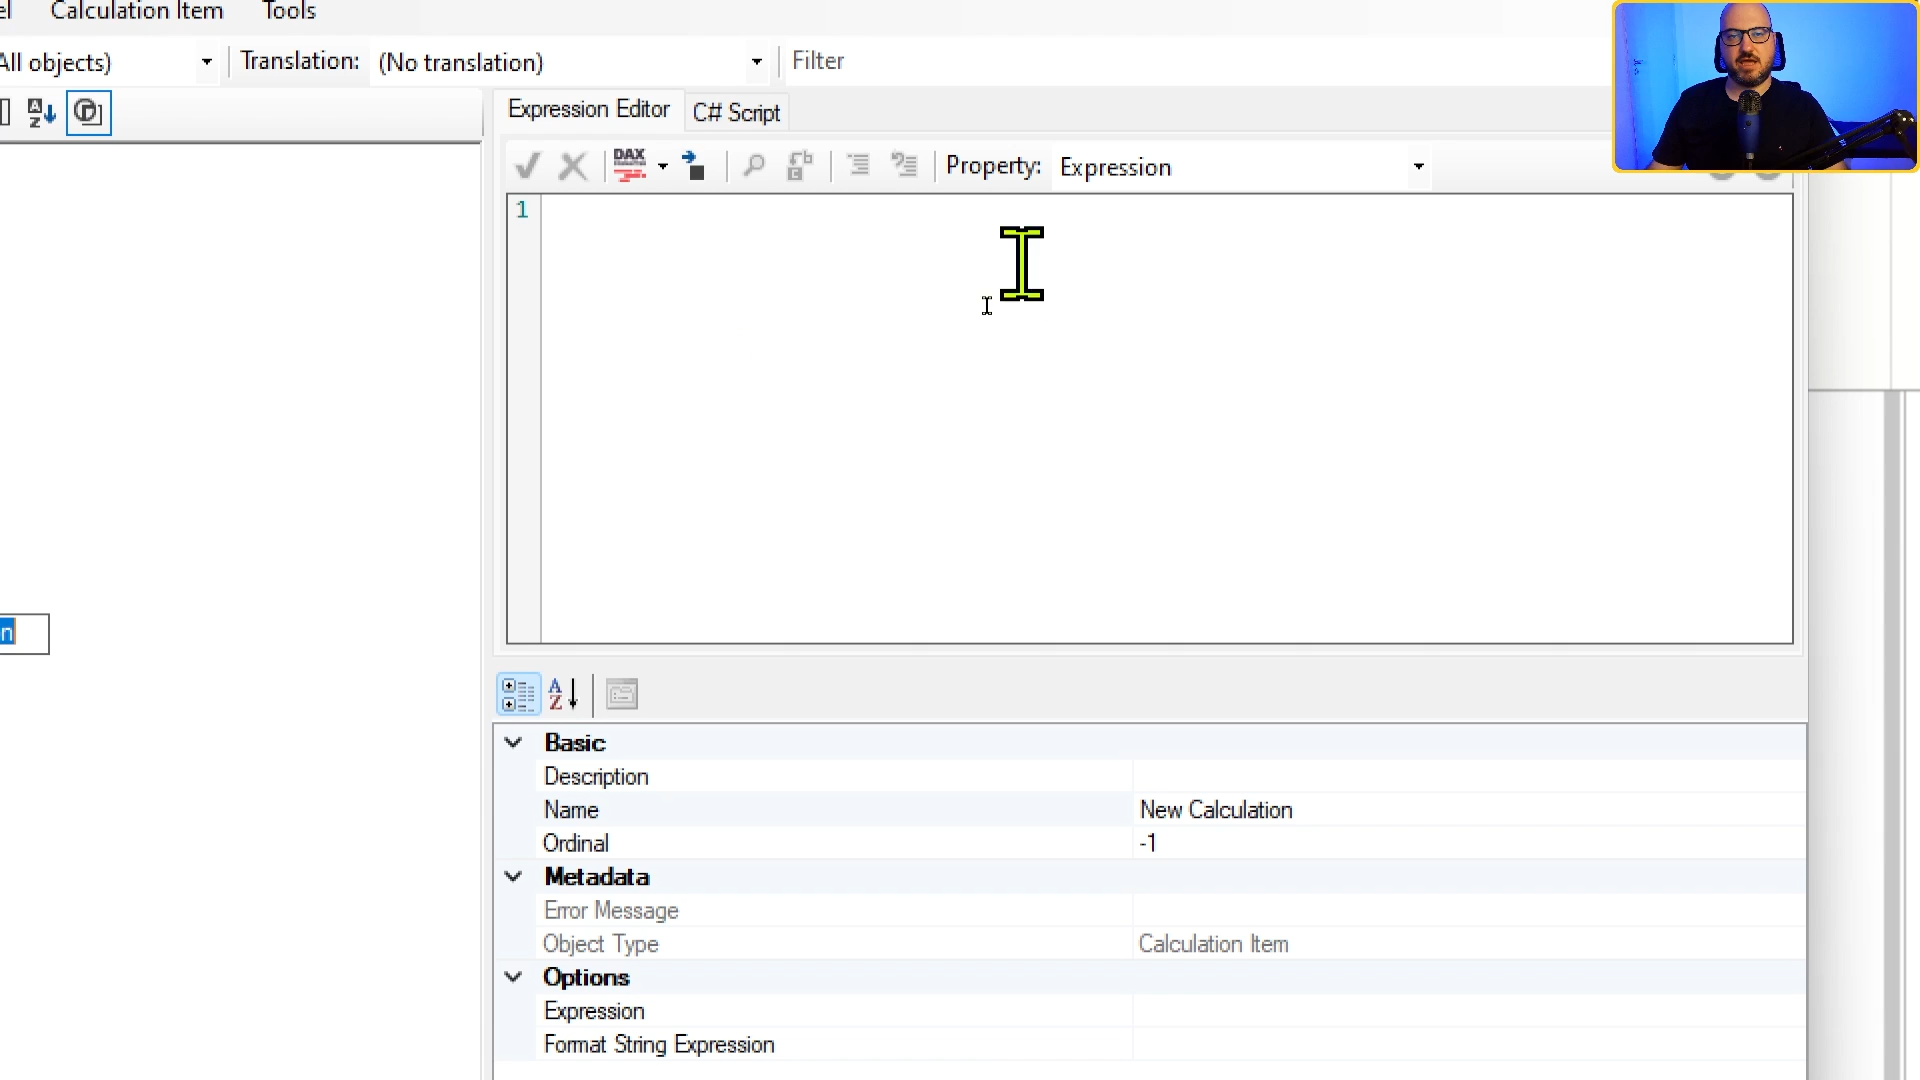 el Calculation Item Tools
All objects) Translation: (No translation) Filter
Expression Editor C# Script
DAX Property: Expression
1
n
Basic
Description
Name New Calculation
Ordinal -1
Metadata
Error Message
Object Type Calculation Item
Options
Expression
Format String Expression